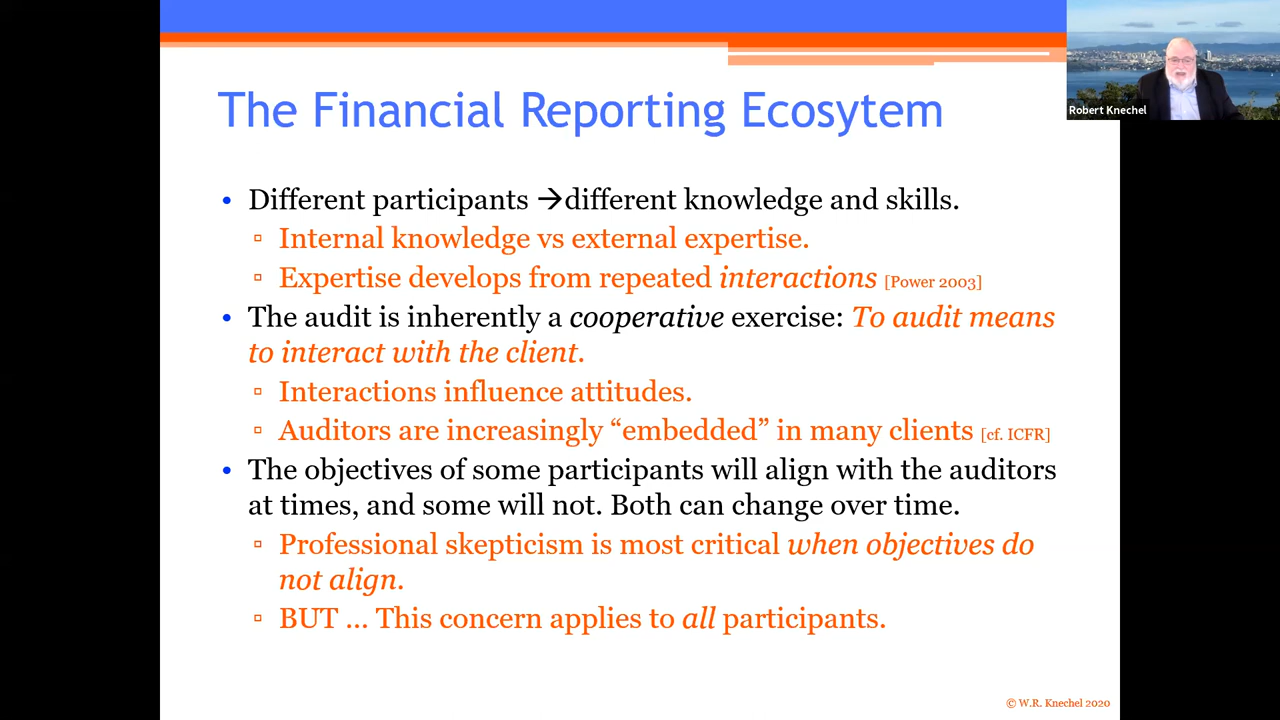 The Financial Reporting Ecosytem
Robert Knechel
• Different participants →different knowledge and skills.
▫ Internal knowledge vs external expertise.
▫ Expertise develops from repeated interactions [Power 2003]
• The audit is inherently a cooperative exercise: To audit means
to interact with the client.
▫ Interactions influence attitudes.
▫ Auditors are increasingly “embedded” in many clients [cf. ICFR]
• The objectives of some participants will align with the auditors
at times, and some will not. Both can change over time.
▫ Professional skepticism is most critical when objectives do
not align.
▫ BUT … This concern applies to all participants.
© W.R. Knechel 2020